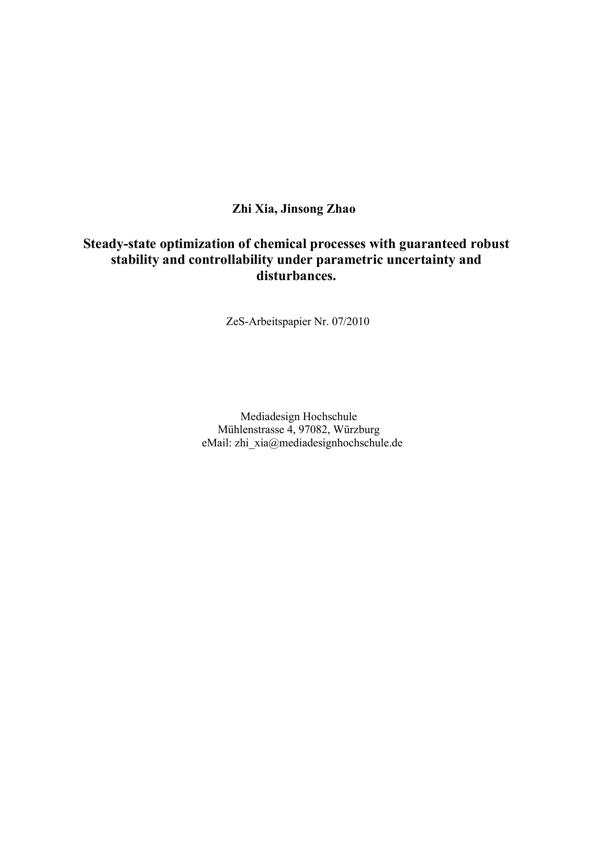 Zhi Xia, Jinsong Zhao
Steady-state optimization of chemical processes with guaranteed robust
stability and controllability under parametric uncertainty and
disturbances.
ZeS-Arbeitspapier Nr. 07/2010
Mediadesign Hochschule
Mühlenstrasse 4, 97082, Würzburg
eMail: zhi_xia@mediadesignhochschule.de